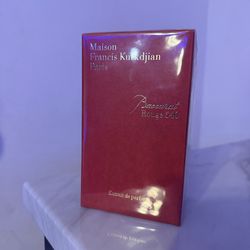 Maison
Francis Kurkdjian
Paris
Baccarat
Rouge 540
Extrait de parfum